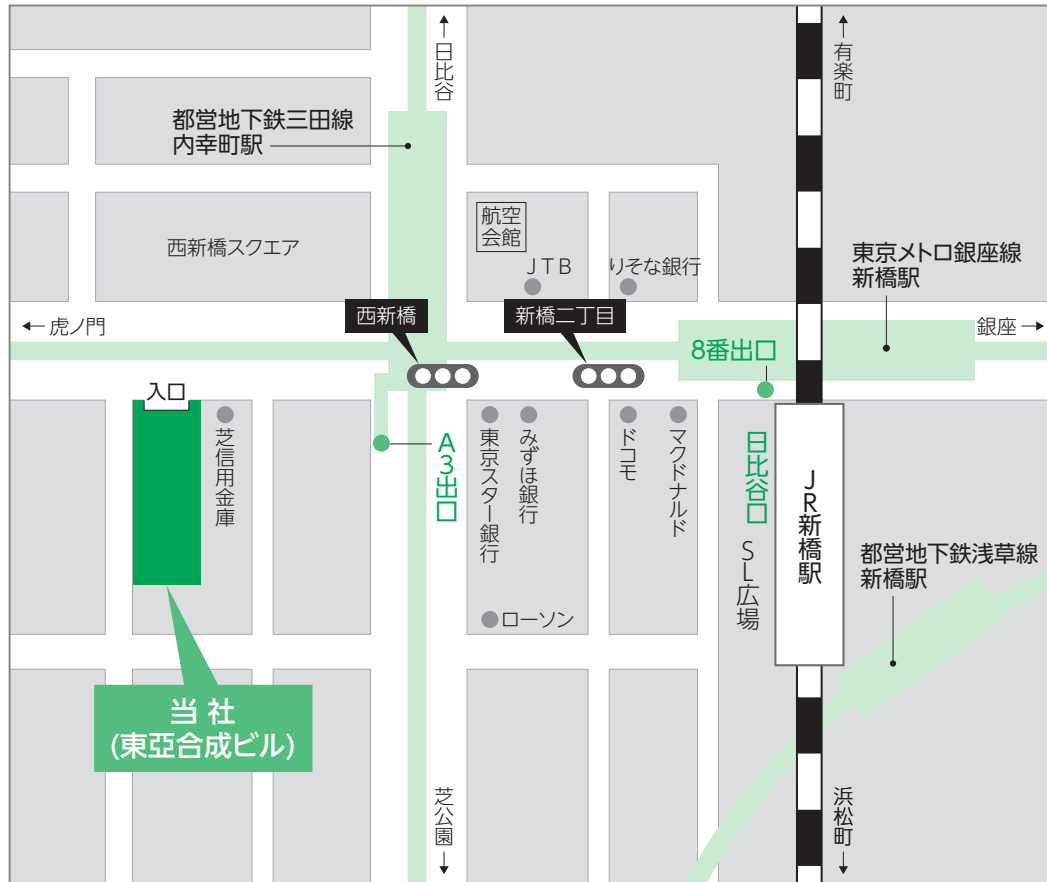 ↑
日比谷
↑
有楽町
都営地下鉄三田線
内幸町駅
航空
会館
西新橋スクエア
JTB
りそな銀行
東京メトロ銀座線
新橋駅
←虎ノ門
西新橋
新橋二丁目
銀座→
8番出口
入口
芝信用金庫
A3出口
東京スター銀行
みずほ銀行
ドコモ
マクドナルド
日比谷口
SL広場
JR新橋駅
都営地下鉄浅草線
新橋駅
ローソン
当社
(東亞合成ビル)
芝公園
↓
浜松町
↓